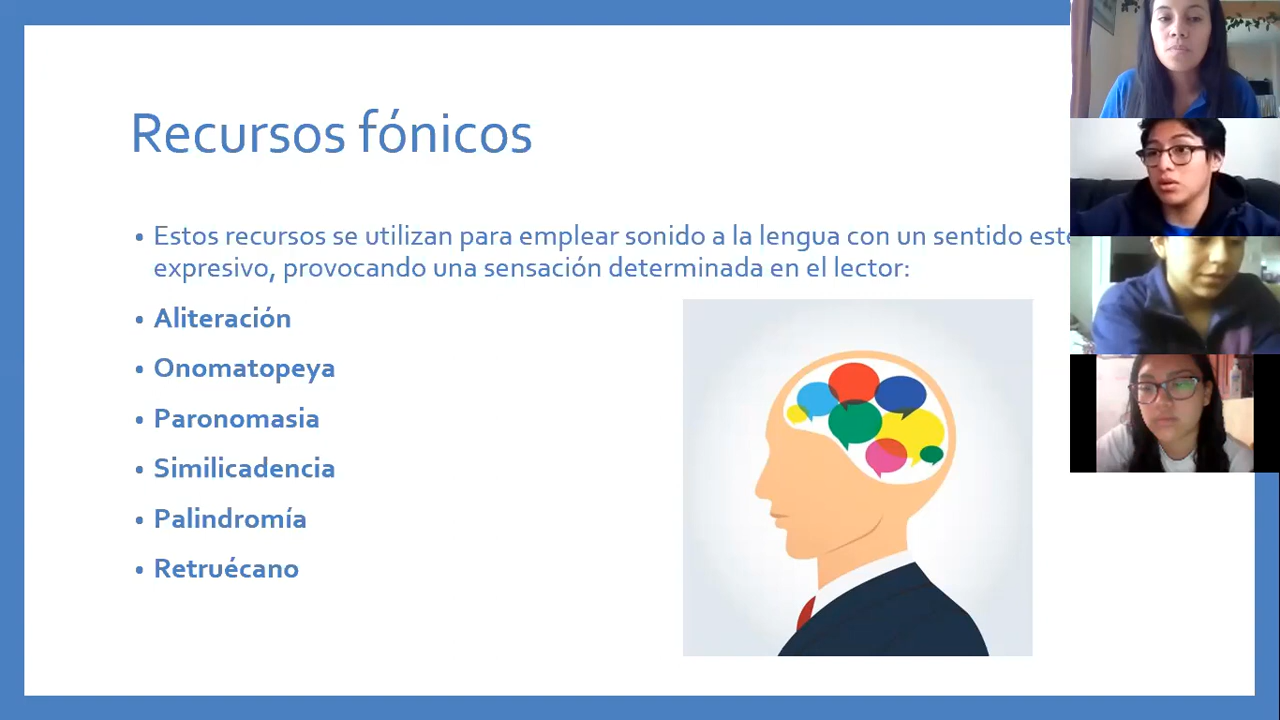 Recursos fónicos
• Estos recursos se utilizan para emplear sonido a la lengua con un sentido
expresivo, provocando una sensación determinada en el lector:
• Aliteración
• Onomatopeya
• Paronomasia
• Similicadencia
• Palindromía
• Retruécano